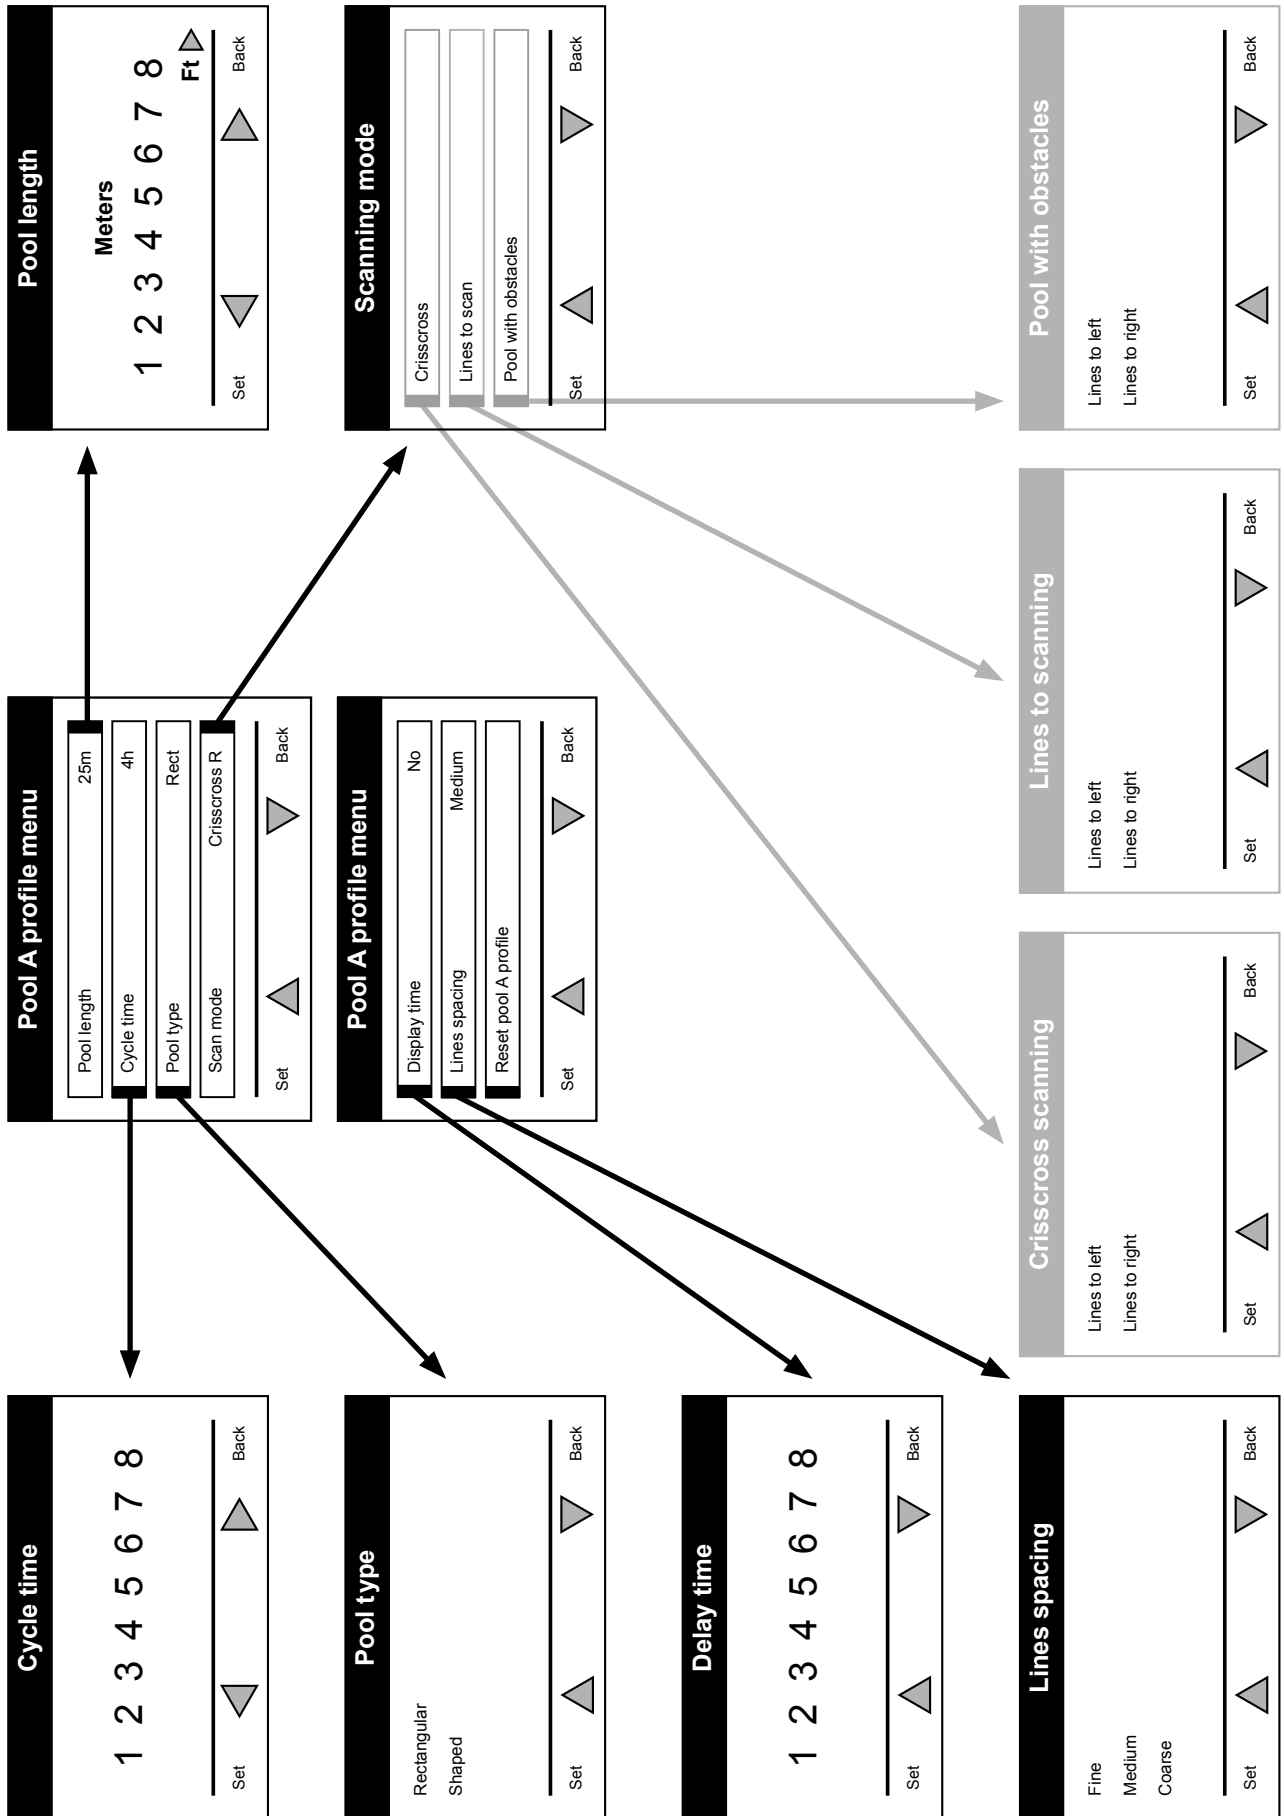 Cycle time
1 2 3 4 5 6 7 8
Set Back
Pool type
Rectangular
Shaped
Set Back
Delay time
1 2 3 4 5 6 7 8
Set Back
Lines spacing
Fine
Medium
Coarse
Set Back
Pool A profile menu
Pool length 25m
Cycle time 4h
Pool type Rect
Scan mode Crisscross R
Set Back
Pool A profile menu
Display time No
Lines spacing Medium
Reset pool A profile
Set Back
Crisscross scanning
Lines to left
Lines to right
Set Back
Lines to scanning
Lines to left
Lines to right
Set Back
Pool length
Meters
1 2 3 4 5 6 7 8
Ft
Set Back
Scanning mode
Crisscross
Lines to scan
Pool with obstacles
Set Back
Pool with obstacles
Lines to left
Lines to right
Set Back